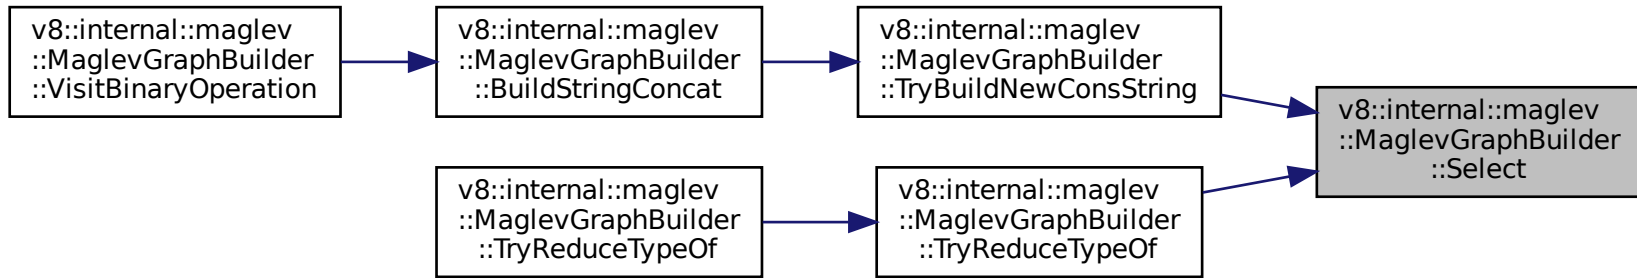 v8::internal::maglev
::MaglevGraphBuilder
::VisitBinaryOperation
v8::internal::maglev
::MaglevGraphBuilder
::BuildStringConcat
v8::internal::maglev
::MaglevGraphBuilder
::TryBuildNewConsString
v8::internal::maglev
::MaglevGraphBuilder
::Select
v8::internal::maglev
::MaglevGraphBuilder
::TryReduceTypeOf
v8::internal::maglev
::MaglevGraphBuilder
::TryReduceTypeOf